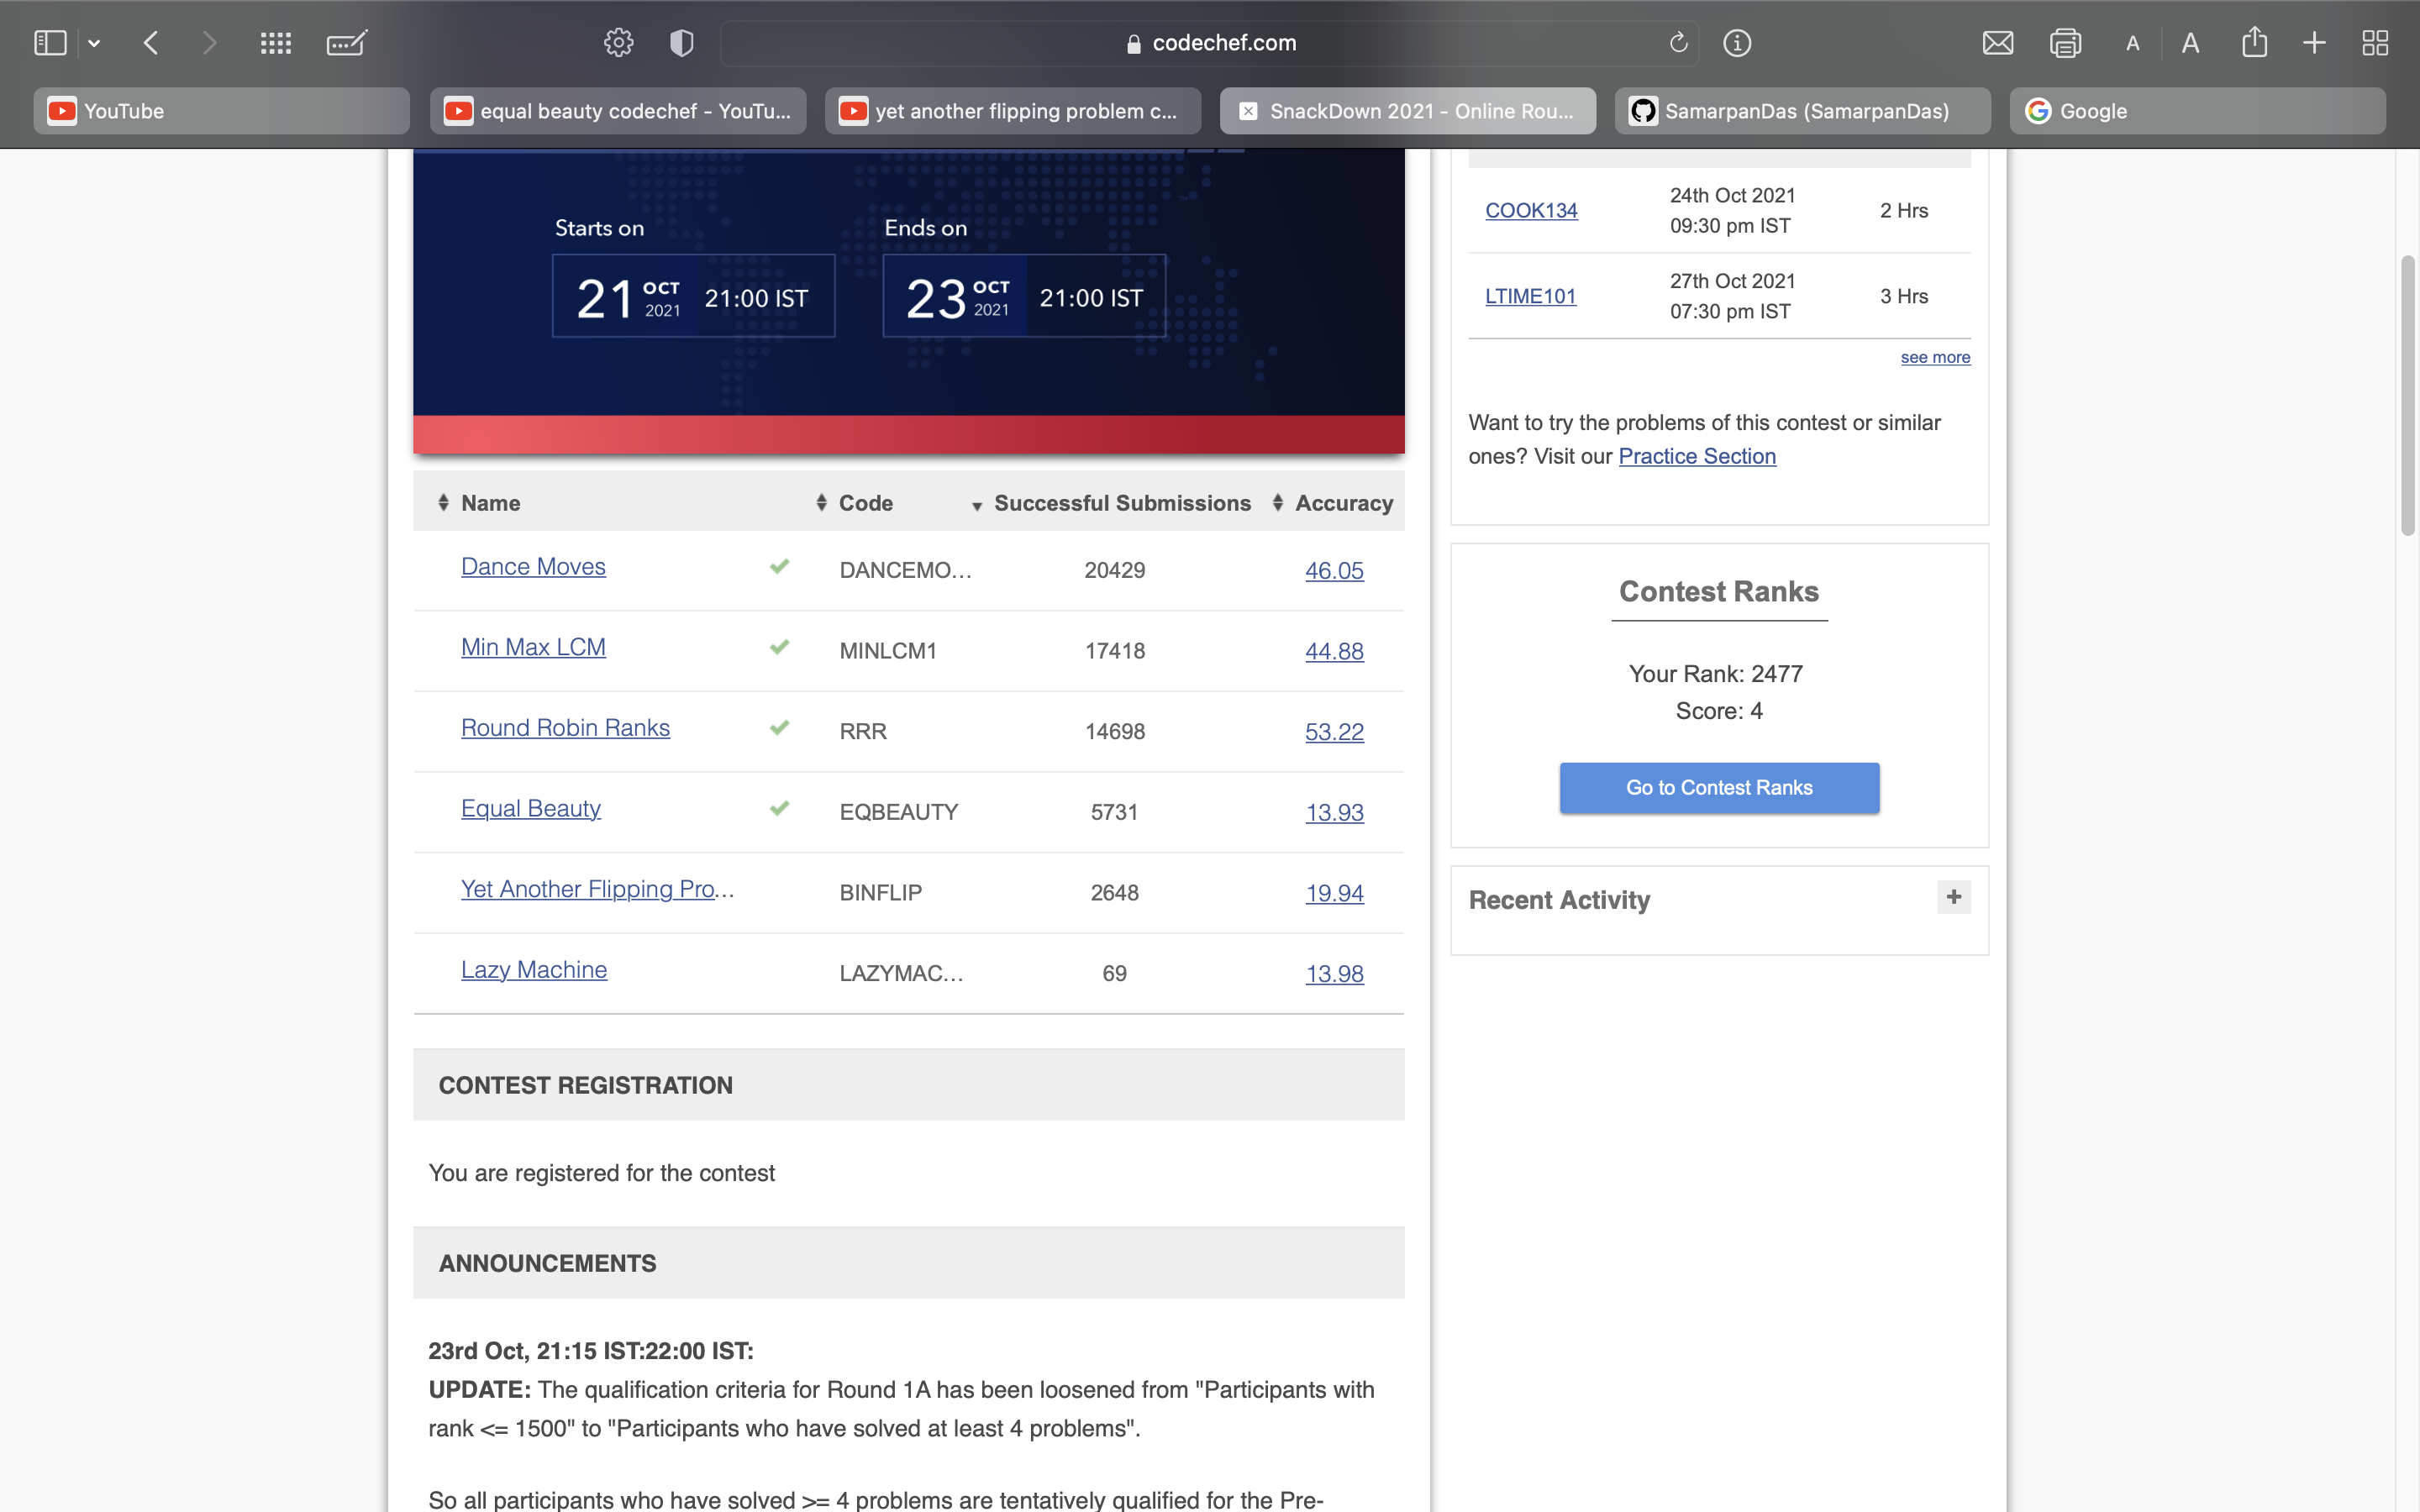 codechef.com
A
A
YouTube
equal beauty codechef - YouTu...
yet another flipping problem c...
SnackDown 2021 - Online Rou...
SamarpanDas (SamarpanDas)
Google
Starts on
21 OCT 2021 21:00 IST
Ends on
23 OCT 2021 21:00 IST
Name Code Successful Submissions Accuracy
Dance Moves DANCEMO... 20429 46.05
Min Max LCM MINLCM1 17418 44.88
Round Robin Ranks RRR 14698 53.22
Equal Beauty EQBEAUTY 5731 13.93
Yet Another Flipping Pro... BINFLIP 2648 19.94
Lazy Machine LAZYMAC... 69 13.98
CONTEST REGISTRATION
You are registered for the contest
ANNOUNCEMENTS
23rd Oct, 21:15 IST:22:00 IST:
UPDATE: The qualification criteria for Round 1A has been loosened from "Participants with
rank <= 1500" to "Participants who have solved at least 4 problems".
So all participants who have solved >= 4 problems are tentatively qualified for the Pre-
COOK134 24th Oct 2021 2 Hrs
09:30 pm IST
LTIME101 27th Oct 2021 3 Hrs
07:30 pm IST
see more
Want to try the problems of this contest or similar
ones? Visit our Practice Section
Contest Ranks
Your Rank: 2477
Score: 4
Go to Contest Ranks
Recent Activity